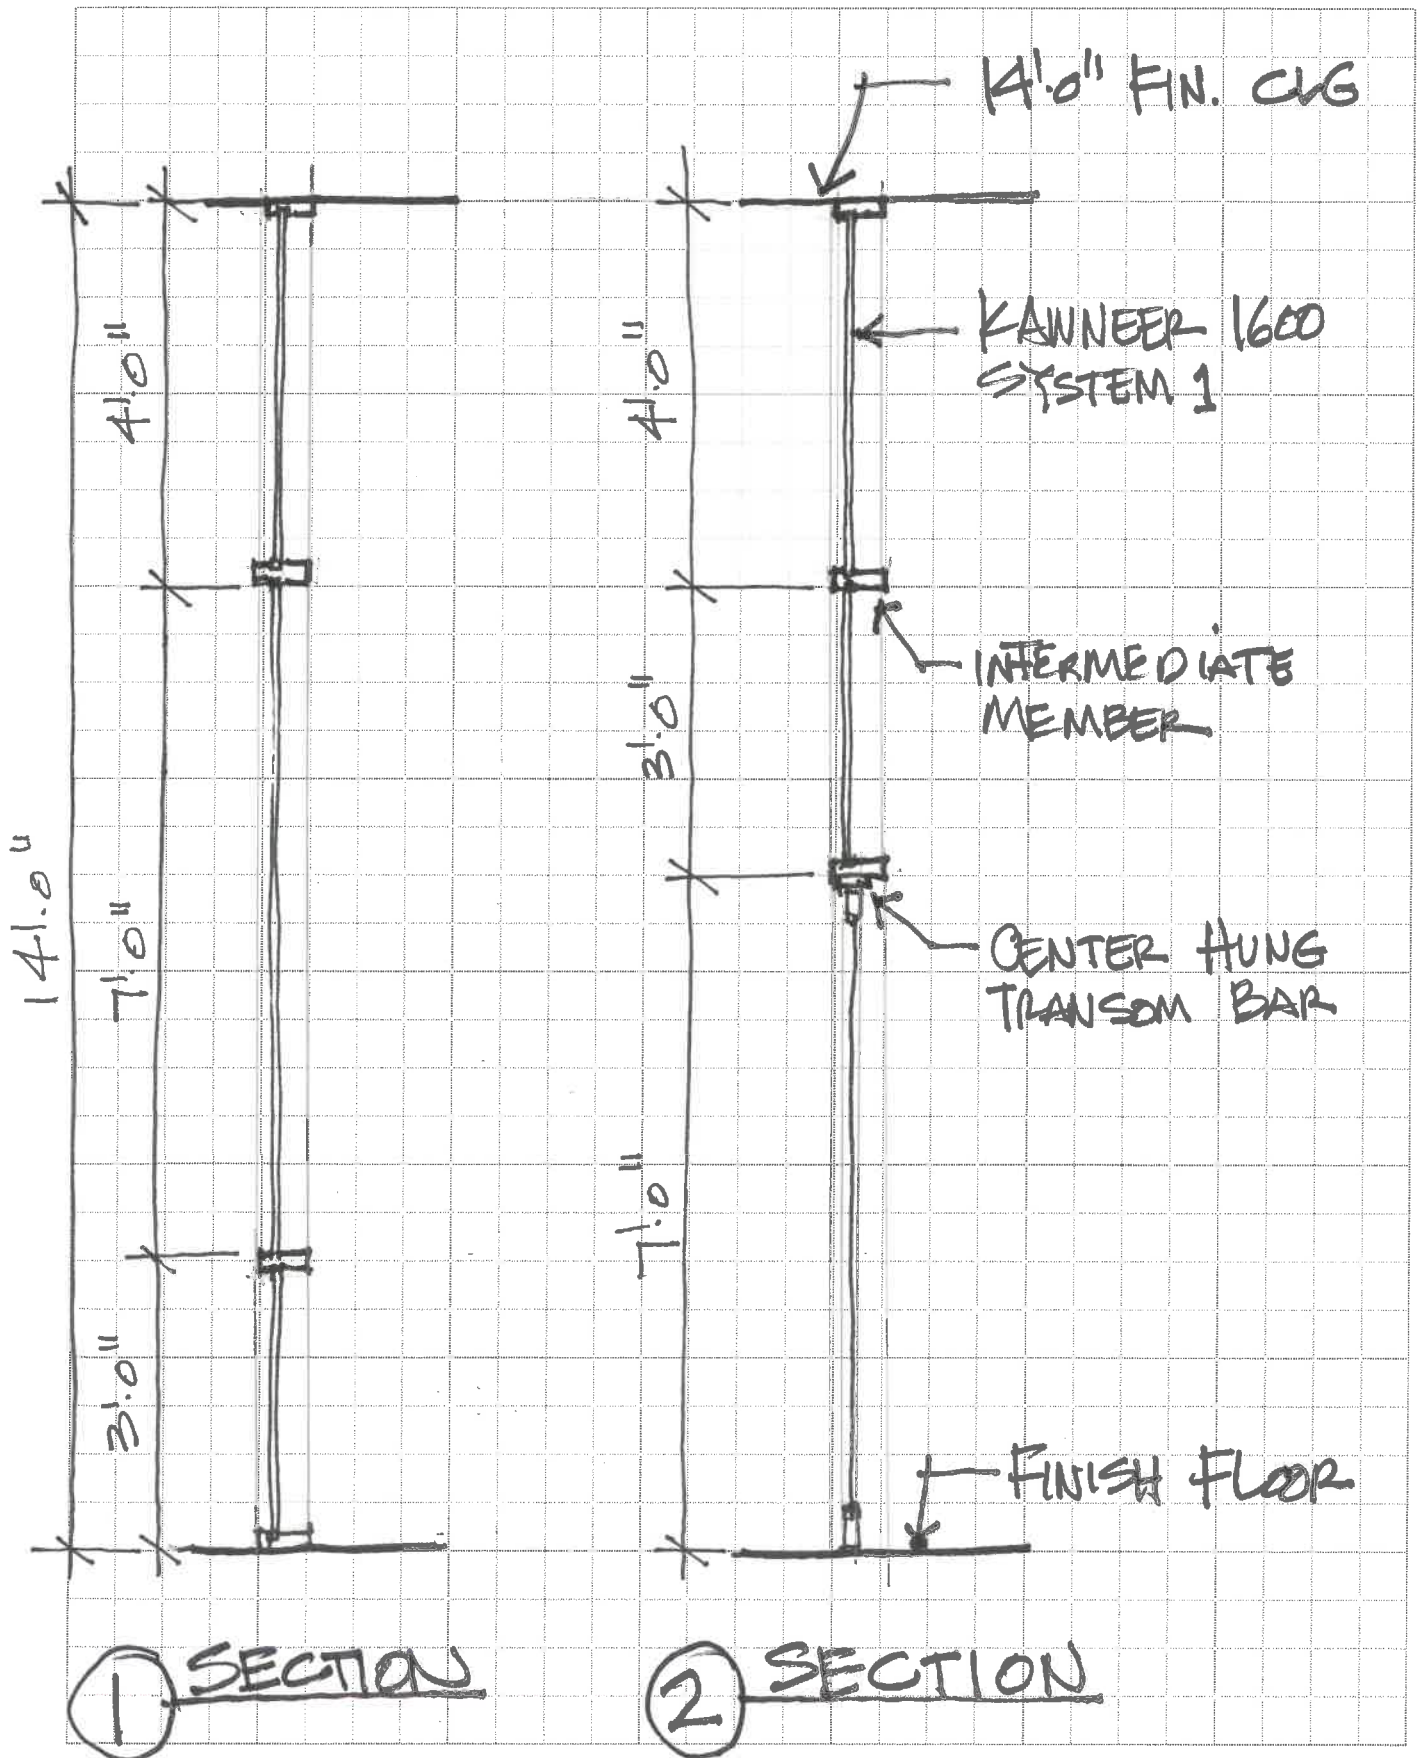 14'.0" FIN. CLG
4'.0"
4'.0"
KAWNEER 1600
SYSTEM 1
INTERMEDIATE
MEMBER
3'.0"
14'.0"
7'.0"
CENTER HUNG
TRANSOM BAR
7'.0"
3'.0"
FINISH FLOOR
1 SECTION
2 SECTION